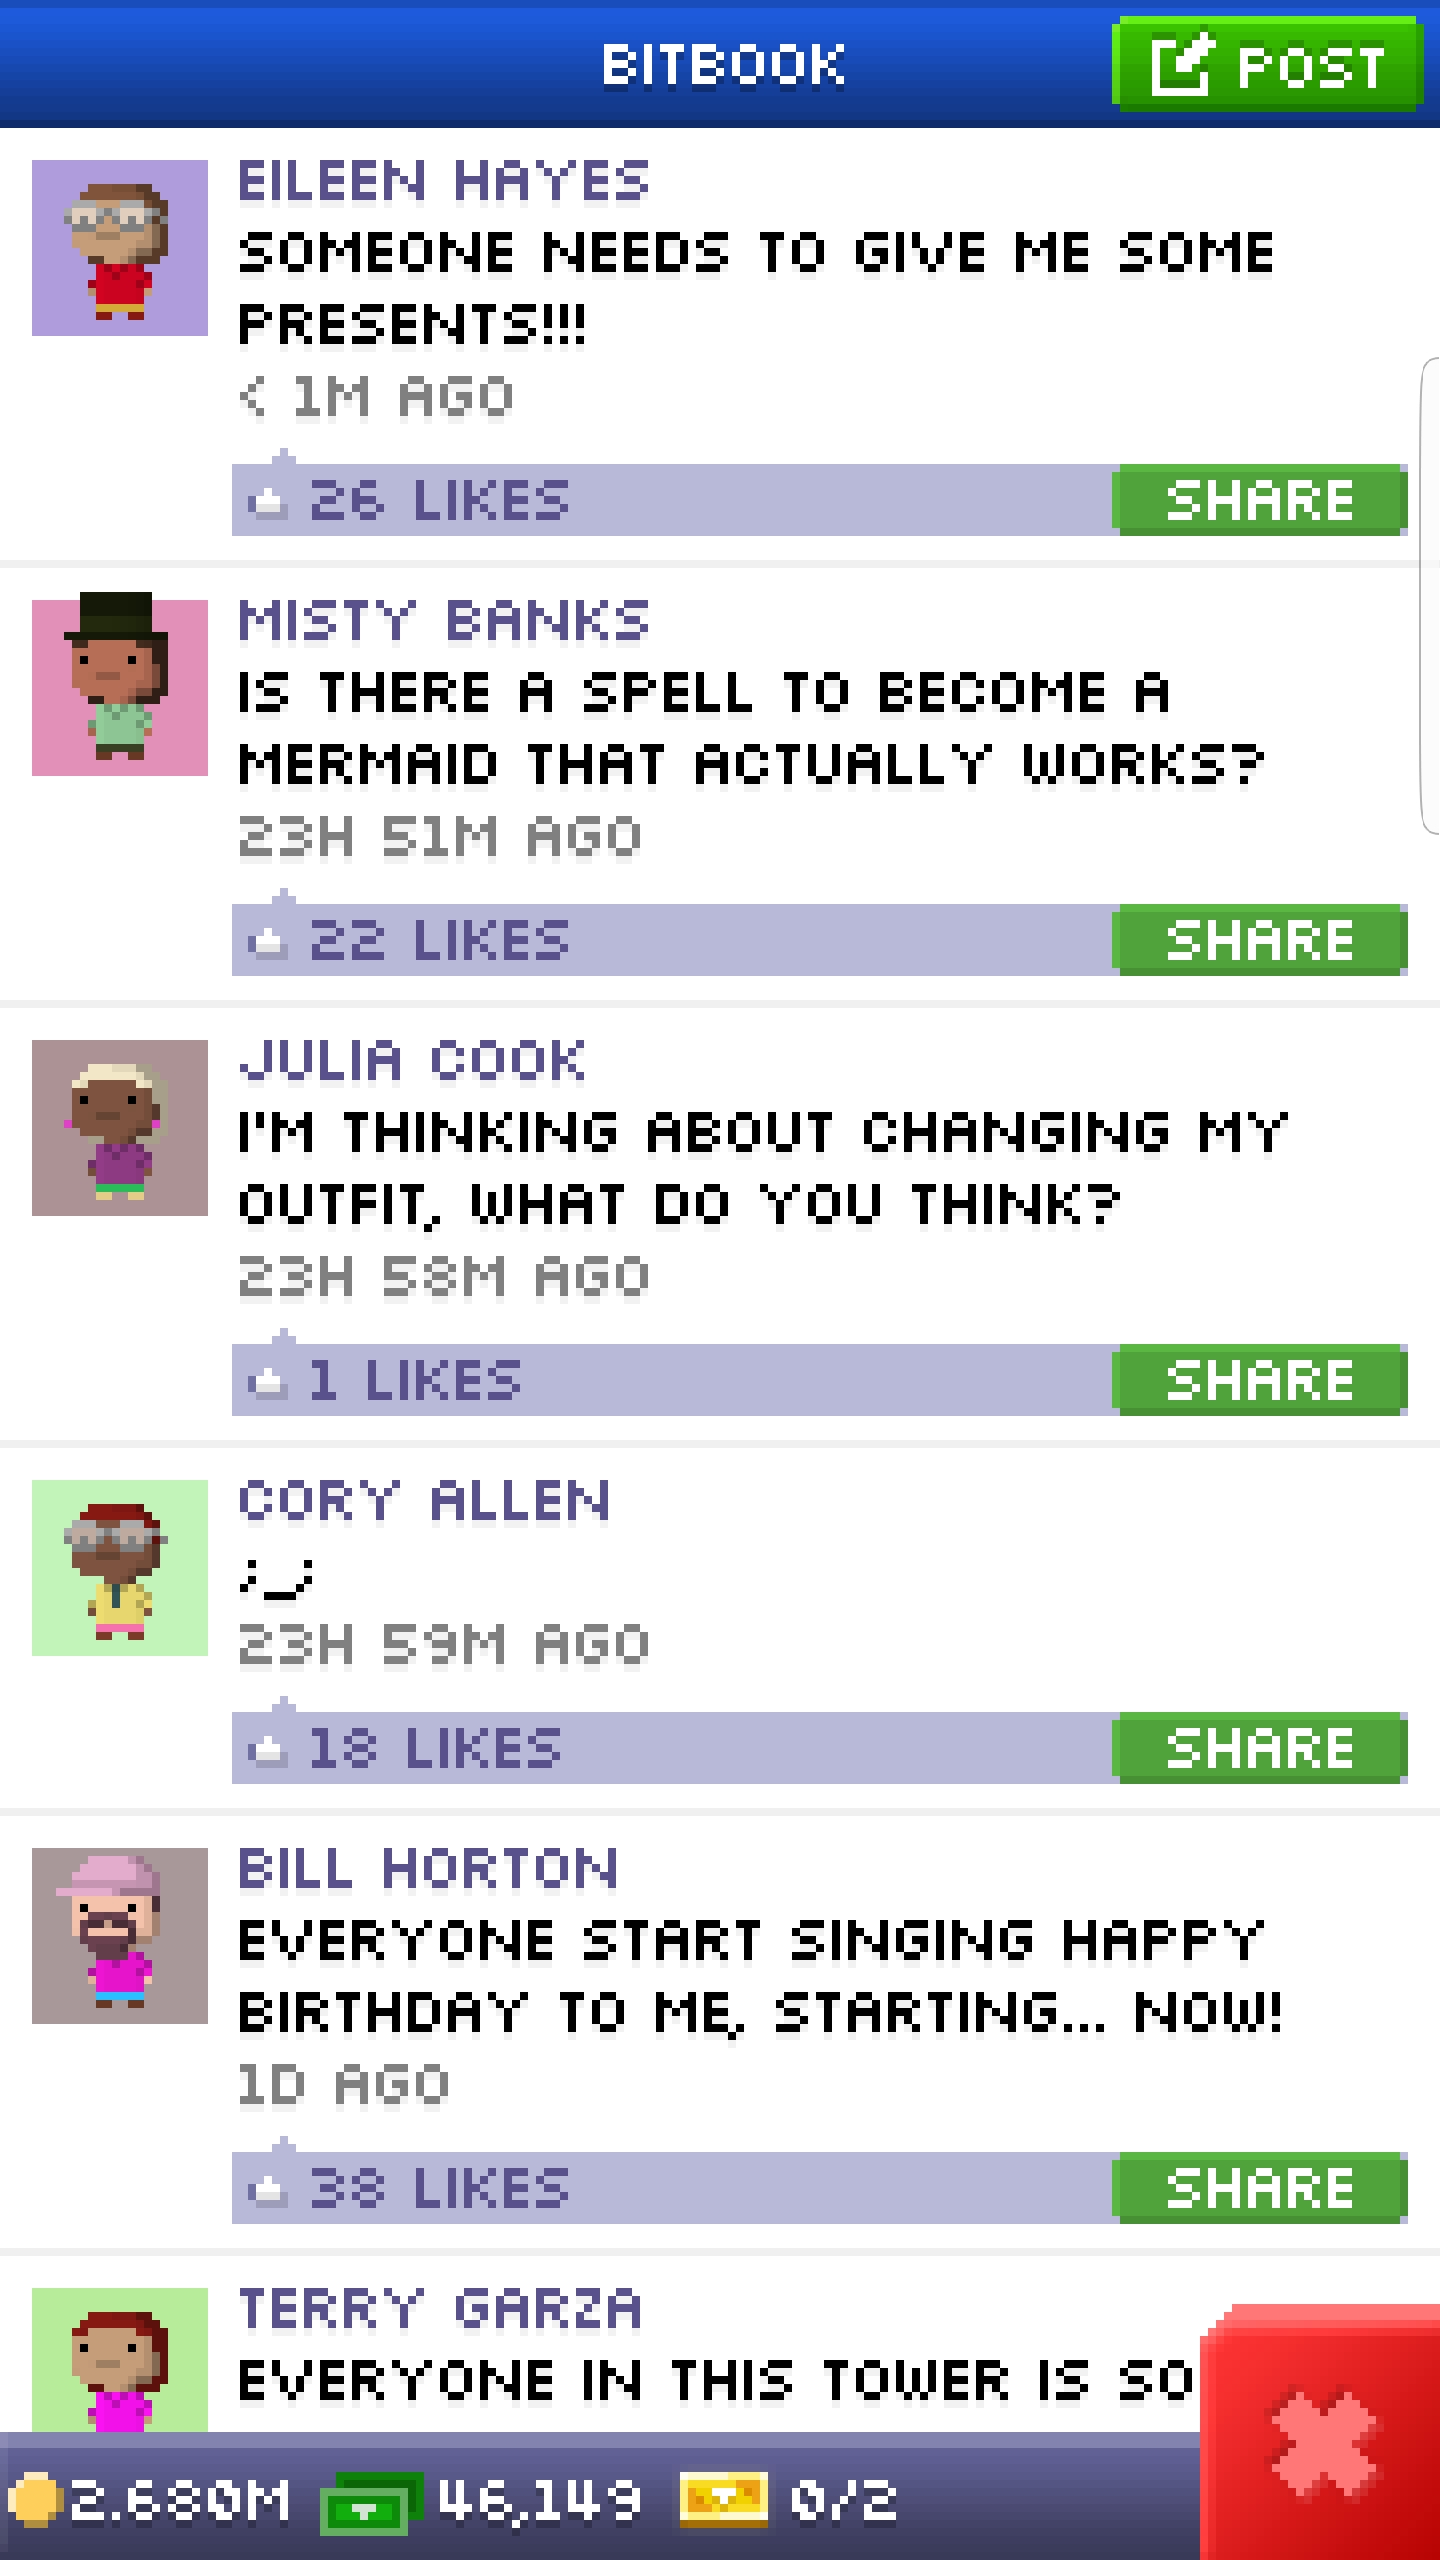 BITBOOK
POST
EILEEN HAYES
SOMEONE NEEDS TO GIVE ME SOME
PRESENTS!!!
< 1M AGO
26 LIKES
SHARE
MISTY BANKS
IS THERE A SPELL TO BECOME A
MERMAID THAT ACTUALLY WORKS?
23H 51M AGO
22 LIKES
SHARE
JULIA COOK
I'M THINKING ABOUT CHANGING MY
OUTFIT, WHAT DO YOU THINK?
23H 58M AGO
1 LIKES
SHARE
CORY ALLEN
;_;
23H 59M AGO
18 LIKES
SHARE
BILL HORTON
EVERYONE START SINGING HAPPY
BIRTHDAY TO ME, STARTING... NOW!
1D AGO
38 LIKES
SHARE
TERRY GARZA
EVERYONE IN THIS TOWER IS SO
2.680M
46,149
0/2